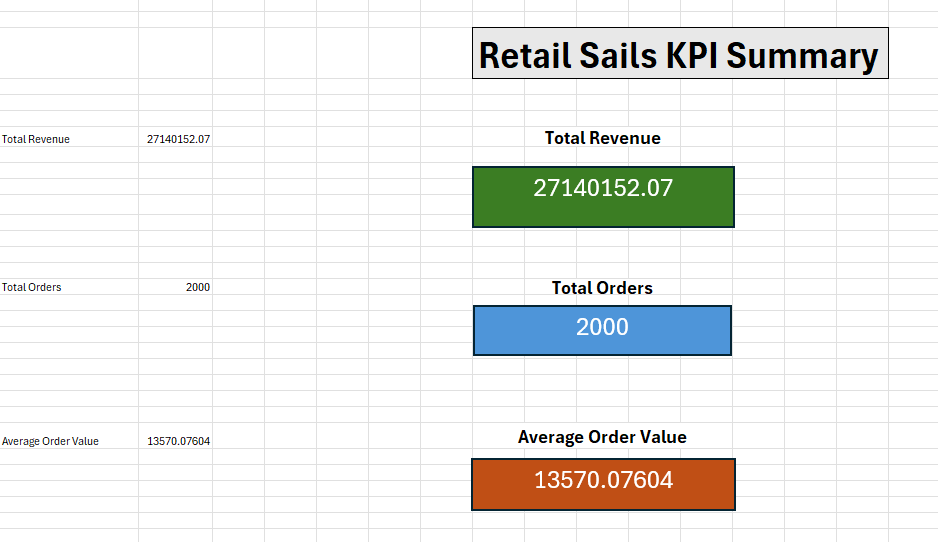 Retail Sails KPI Summary
Total Revenue 27140152.07
Total Revenue
27140152.07
Total Orders 2000
Total Orders
2000
Average Order Value 13570.07604
Average Order Value
13570.07604